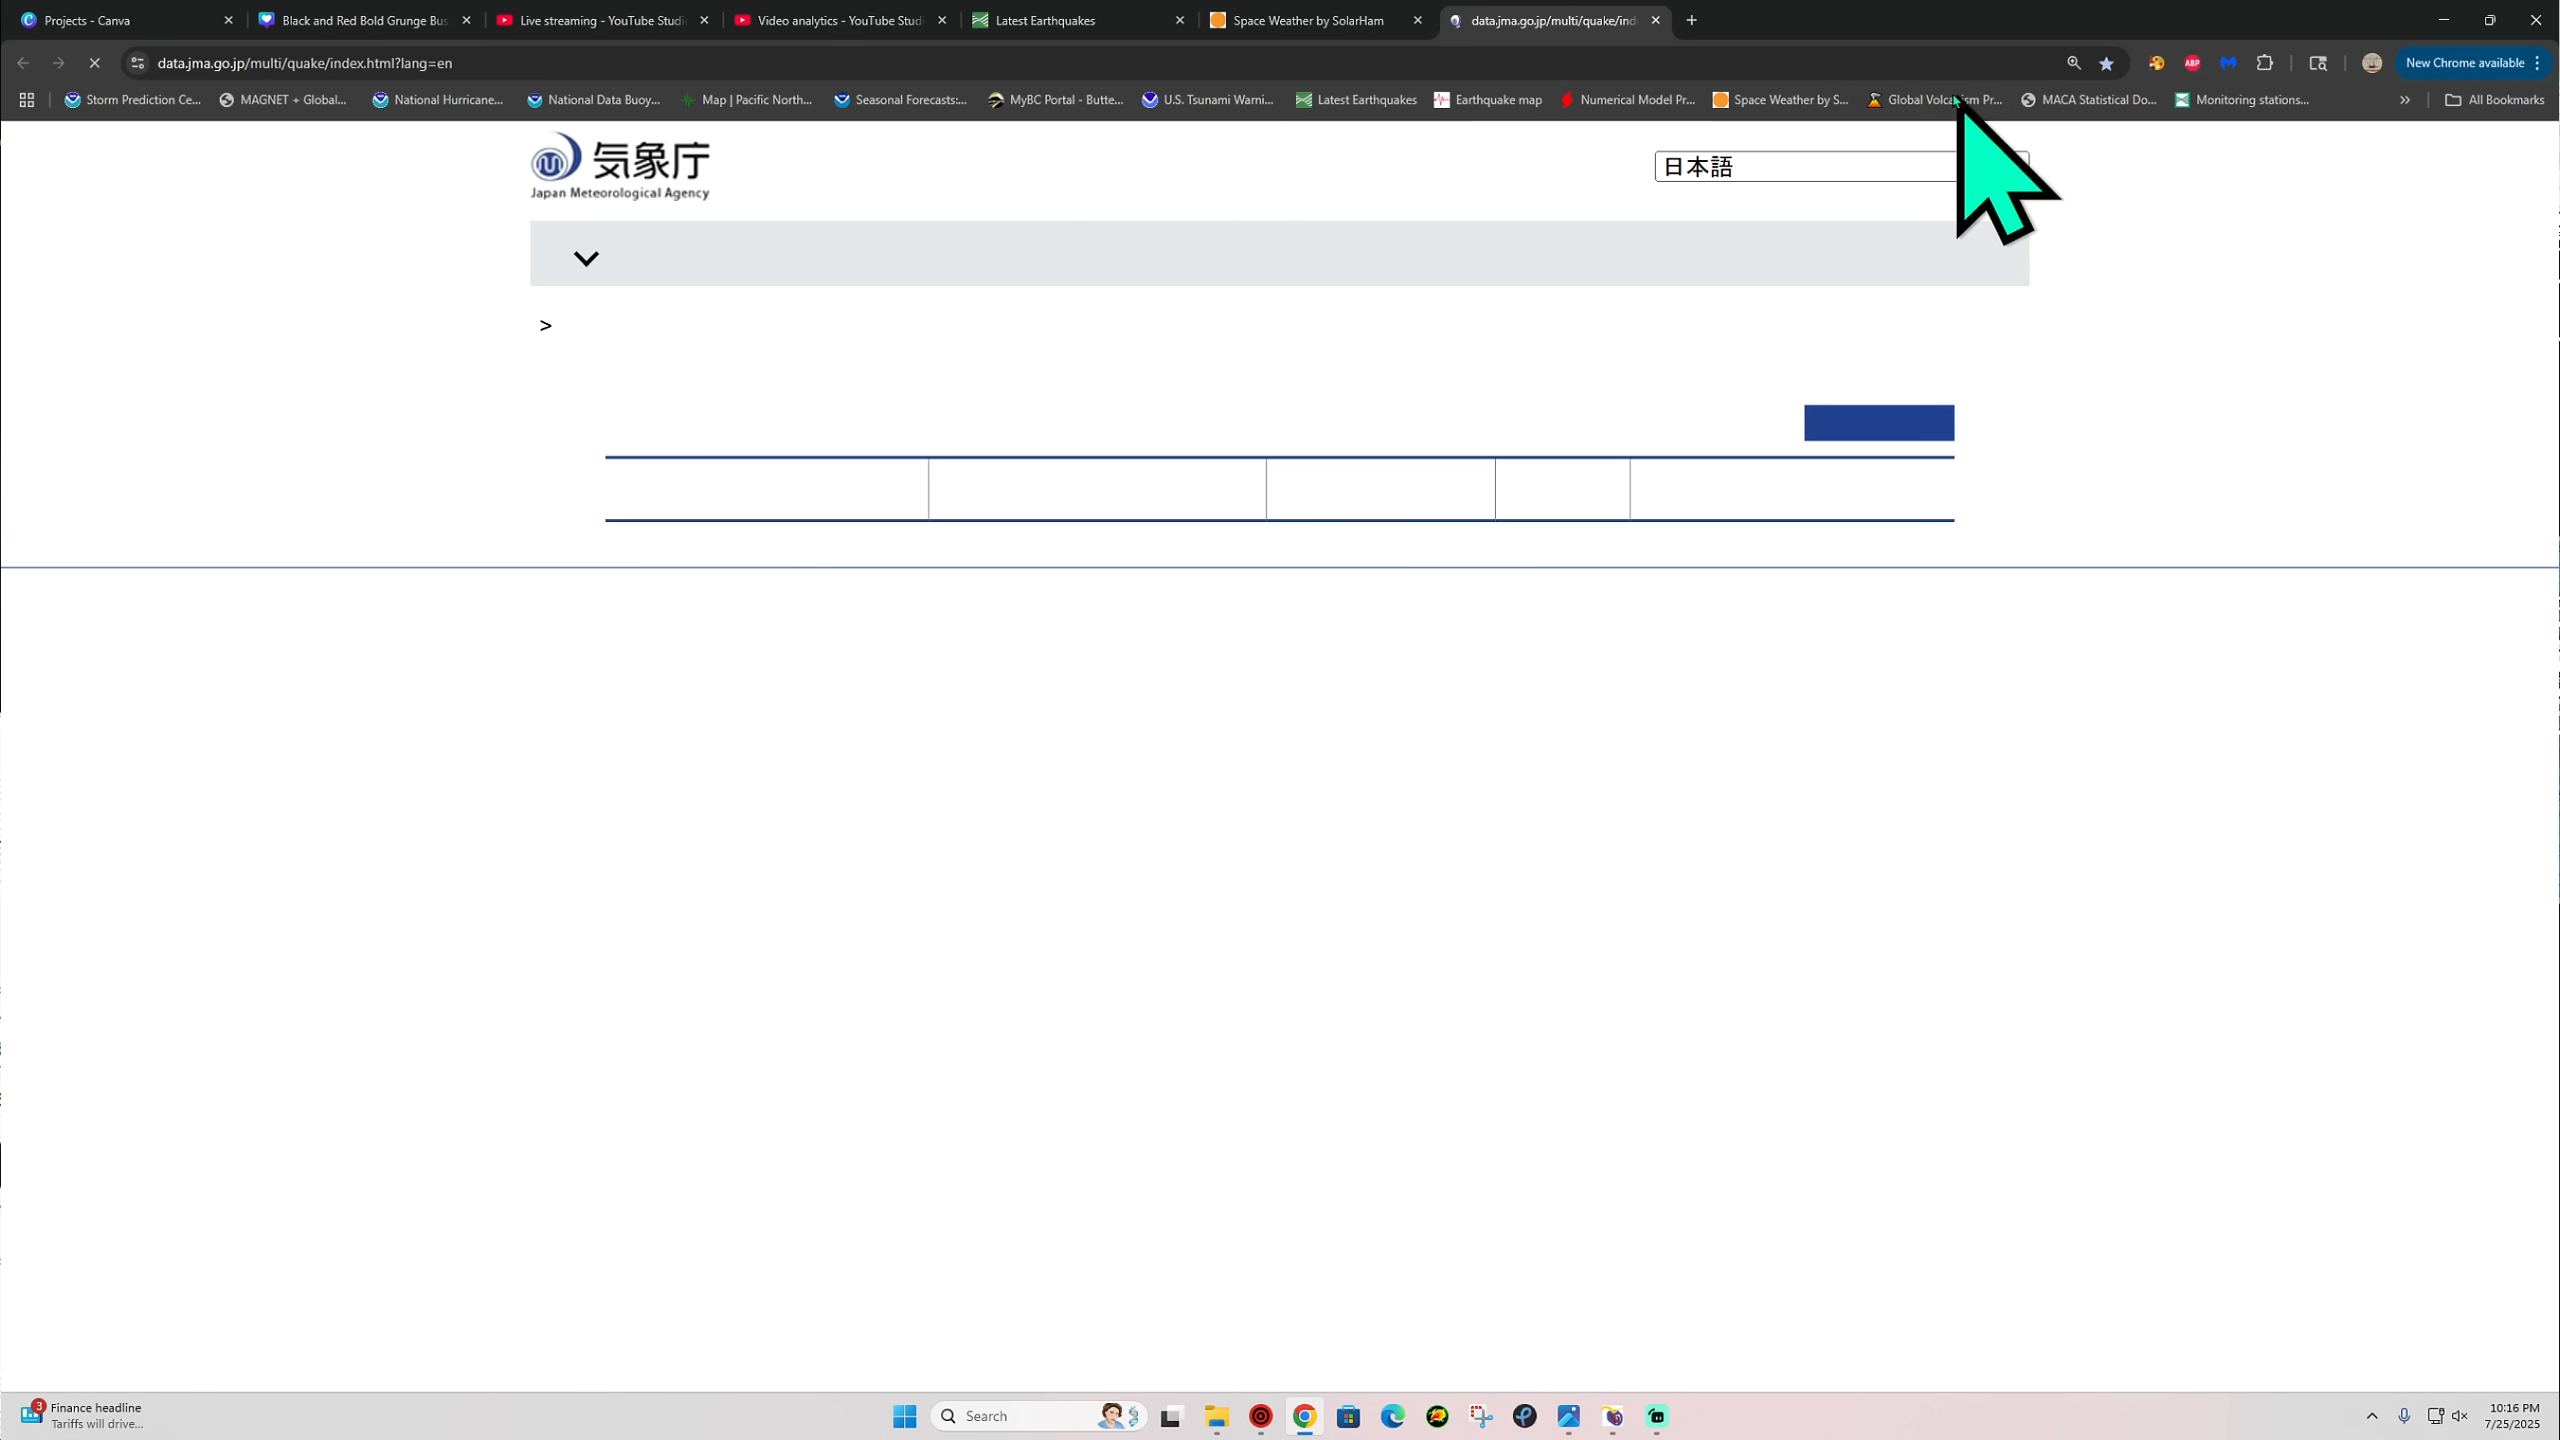 Projects - Canva
Black and Red Bold Grunge Bus
Live streaming - YouTube Studi
Video analytics - YouTube Studi
Latest Earthquakes
Space Weather by SolarHam
data.jma.go.jp/multi/quake/ind
data.jma.go.jp/multi/quake/index.html?lang=en
ABP
New Chrome available
Storm Prediction Ce...
MAGNET + Global...
National Hurricane...
National Data Buoy...
Map | Pacific North...
Seasonal Forecasts:...
MyBC Portal - Butte...
U.S. Tsunami Warni...
Latest Earthquakes
Earthquake map
Numerical Model Pr...
Space Weather by S...
Global Volcanism Pr...
MACA Statistical Do...
Monitoring stations...
All Bookmarks
気象庁
Japan Meteorological Agency
日本語
>
3
Finance headline
Tariffs will drive...
Search
10:16 PM
7/25/2025